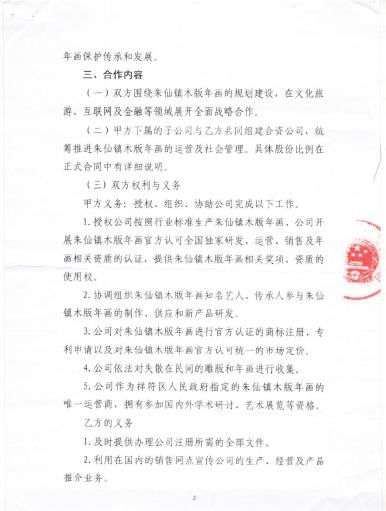 年画保护传承和发展。
三、合作内容
（一）双方围绕朱仙镇木版年画的规划建设，在文化旅
游、互联网及金融等领域展开全面战略合作。
（二）甲方下属的子公司与乙方共同组建合资公司，统
筹推进朱仙镇木版年画的运营及社会管理。具体股份比例在
正式合同中有详细说明。
（三）双方权利与义务
甲方义务：授权、组织、协助公司完成以下工作。
1.授权公司按照行业标准生产朱仙镇木版年画、公司开
展朱仙镇木版年画官方认可全国独家研发、运营、销售及年
画相关资质的认证，提供朱仙镇木版年画相关奖项、资质的
使用权。
2.协调组织朱仙镇木版年画知名艺人、传承人参与朱仙
镇木版年画的制作、供应和新产品研发。
3.公司对朱仙镇木版年画进行官方认证的商标注册、专
利申请以及对木版年画官方认可统一的市场定价。
4.公司依法对失散在民间的雕版和年画进行收集。
5.公司作为祥符区人民政府指定的朱仙镇木版年画的
唯一运营商，拥有参加国内外学术研讨、艺术展览等资格。
乙方的义务
1.及时提供办理公司注册所需的全部文件。
2.利用在国内的销售网点宣传公司的生产、经营及产品
推介业务。
2